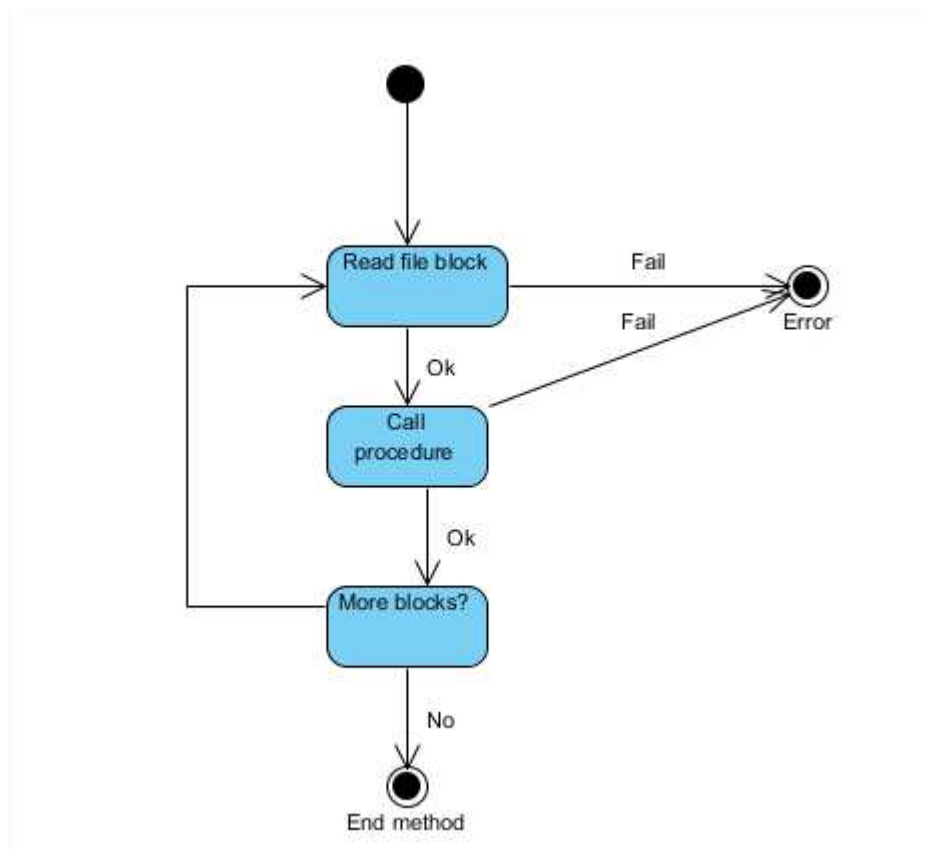 Read file block
Fail
Error
Fail
Ok
Call
procedure
Ok
More blocks?
No
End method